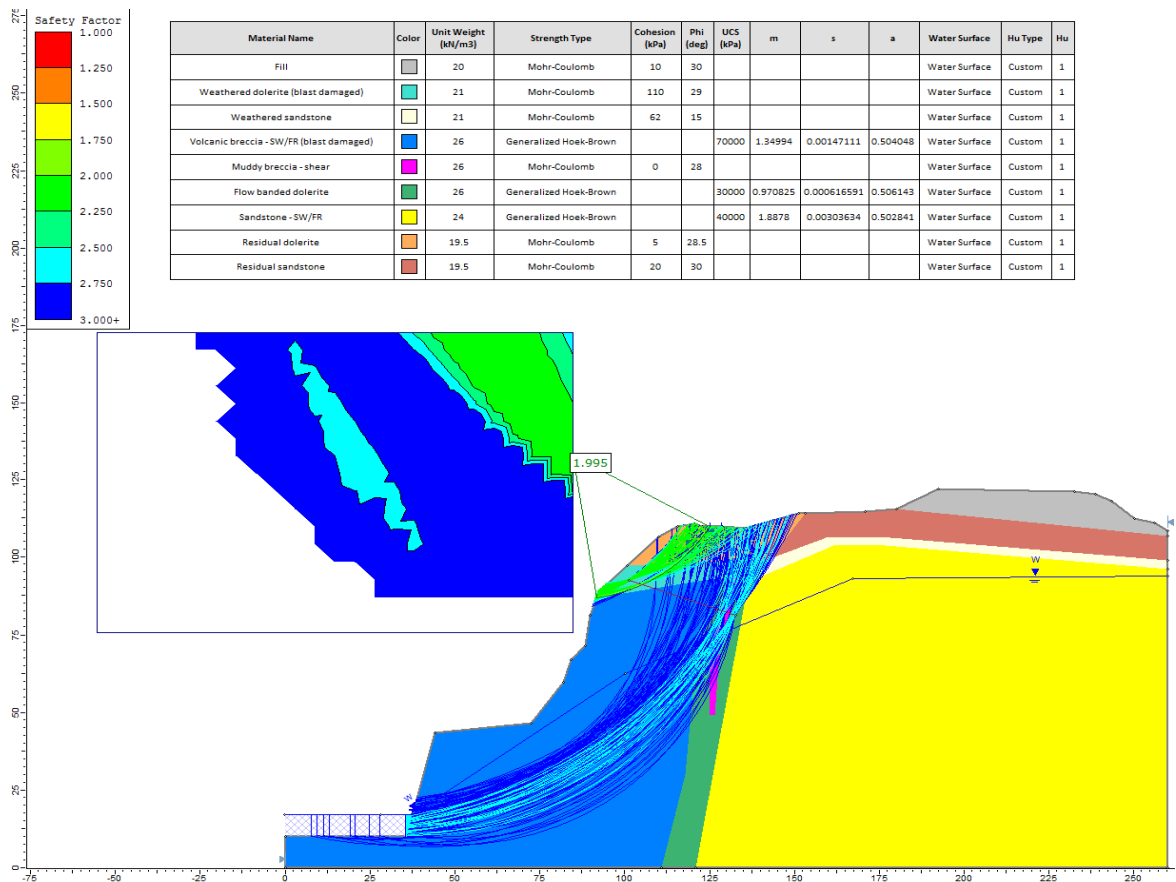 Safety Factor
1.000
1.250
1.500
1.750
2.000
2.250
2.500
2.750
3.000+
Material Name Color Unit Weight (kN/m3) Strength Type Cohesion (kPa) Phi (deg) UCS (kPa) m s a Water Surface Hu Type Hu
Fill 20 Mohr-Coulomb 10 30 Water Surface Custom 1
Weathered dolerite (blast damaged) 21 Mohr-Coulomb 110 29 Water Surface Custom 1
Weathered sandstone 21 Mohr-Coulomb 62 15 Water Surface Custom 1
Volcanic breccia - SW/FR (blast damaged) 26 Generalized Hoek-Brown 70000 1.34994 0.00147111 0.504048 Water Surface Custom 1
Muddy breccia - shear 26 Mohr-Coulomb 0 28 Water Surface Custom 1
Flow banded dolerite 26 Generalized Hoek-Brown 30000 0.970825 0.000616591 0.506143 Water Surface Custom 1
Sandstone - SW/FR 24 Generalized Hoek-Brown 40000 1.8878 0.00303634 0.502841 Water Surface Custom 1
Residual dolerite 19.5 Mohr-Coulomb 5 28.5 Water Surface Custom 1
Residual sandstone 19.5 Mohr-Coulomb 20 30 Water Surface Custom 1
275
250
225
200
175
150
125
100
75
50
25
0
1.995
W
W
-75 -50 -25 0 25 50 75 100 125 150 175 200 225 250